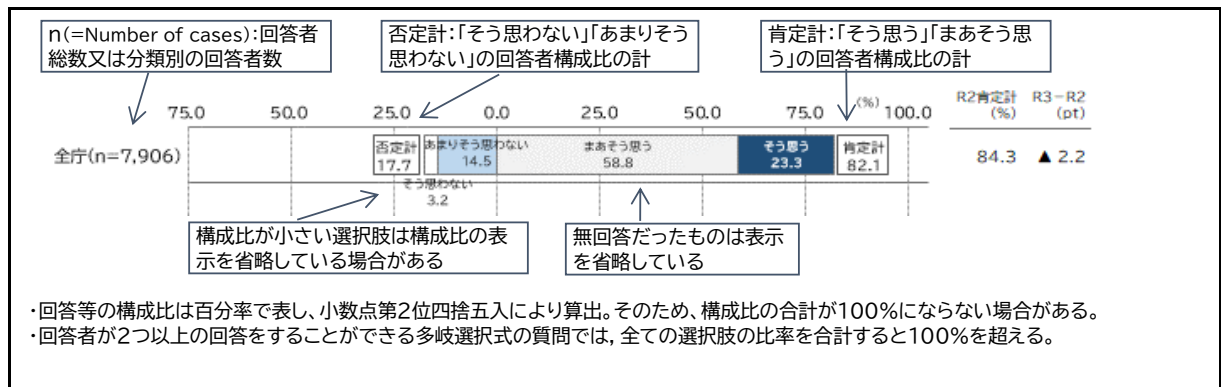 n(=Number of cases):回答者
総数又は分類別の回答者数
否定計:「そう思わない」「あまりそう
思わない」の回答者構成比の計
肯定計:「そう思う」「まあそう思
う」の回答者構成比の計
75.0 50.0 25.0 0.0 25.0 50.0 75.0 (%) 100.0
R2肯定計 R3-R2
(%) (pt)
全庁(n=7,906)
否定計 あまりそう思わない まあそう思う そう思う 肯定計
17.7 14.5 58.8 23.3 82.1 84.3 ▲ 2.2
そう思わない
3.2
構成比が小さい選択肢は構成比の表
示を省略している場合がある
無回答だったものは表示
を省略している
・回答等の構成比は百分率で表し、小数点第2位四捨五入により算出。そのため、構成比の合計が100%にならない場合がある。
・回答者が2つ以上の回答をすることができる多岐選択式の質問では, 全ての選択肢の比率を合計すると100%を超える。